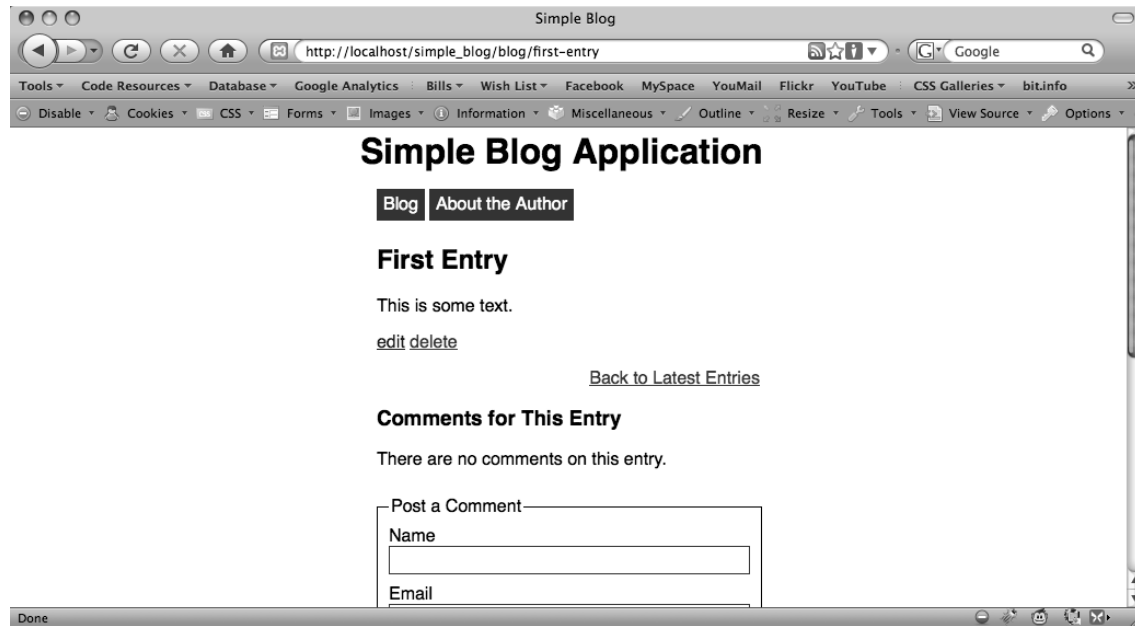 Simple Blog
http://localhost/simple_blog/blog/first-entry
Google
Tools Code Resources Database Google Analytics Bills Wish List Facebook MySpace YouMail Flickr YouTube CSS Galleries bit.info »
Disable Cookies CSS Forms Images Information Miscellaneous Outline Resize Tools View Source Options
Simple Blog Application
Blog About the Author
First Entry
This is some text.
edit delete
Back to Latest Entries
Comments for This Entry
There are no comments on this entry.
Post a Comment
Name
Email
Done